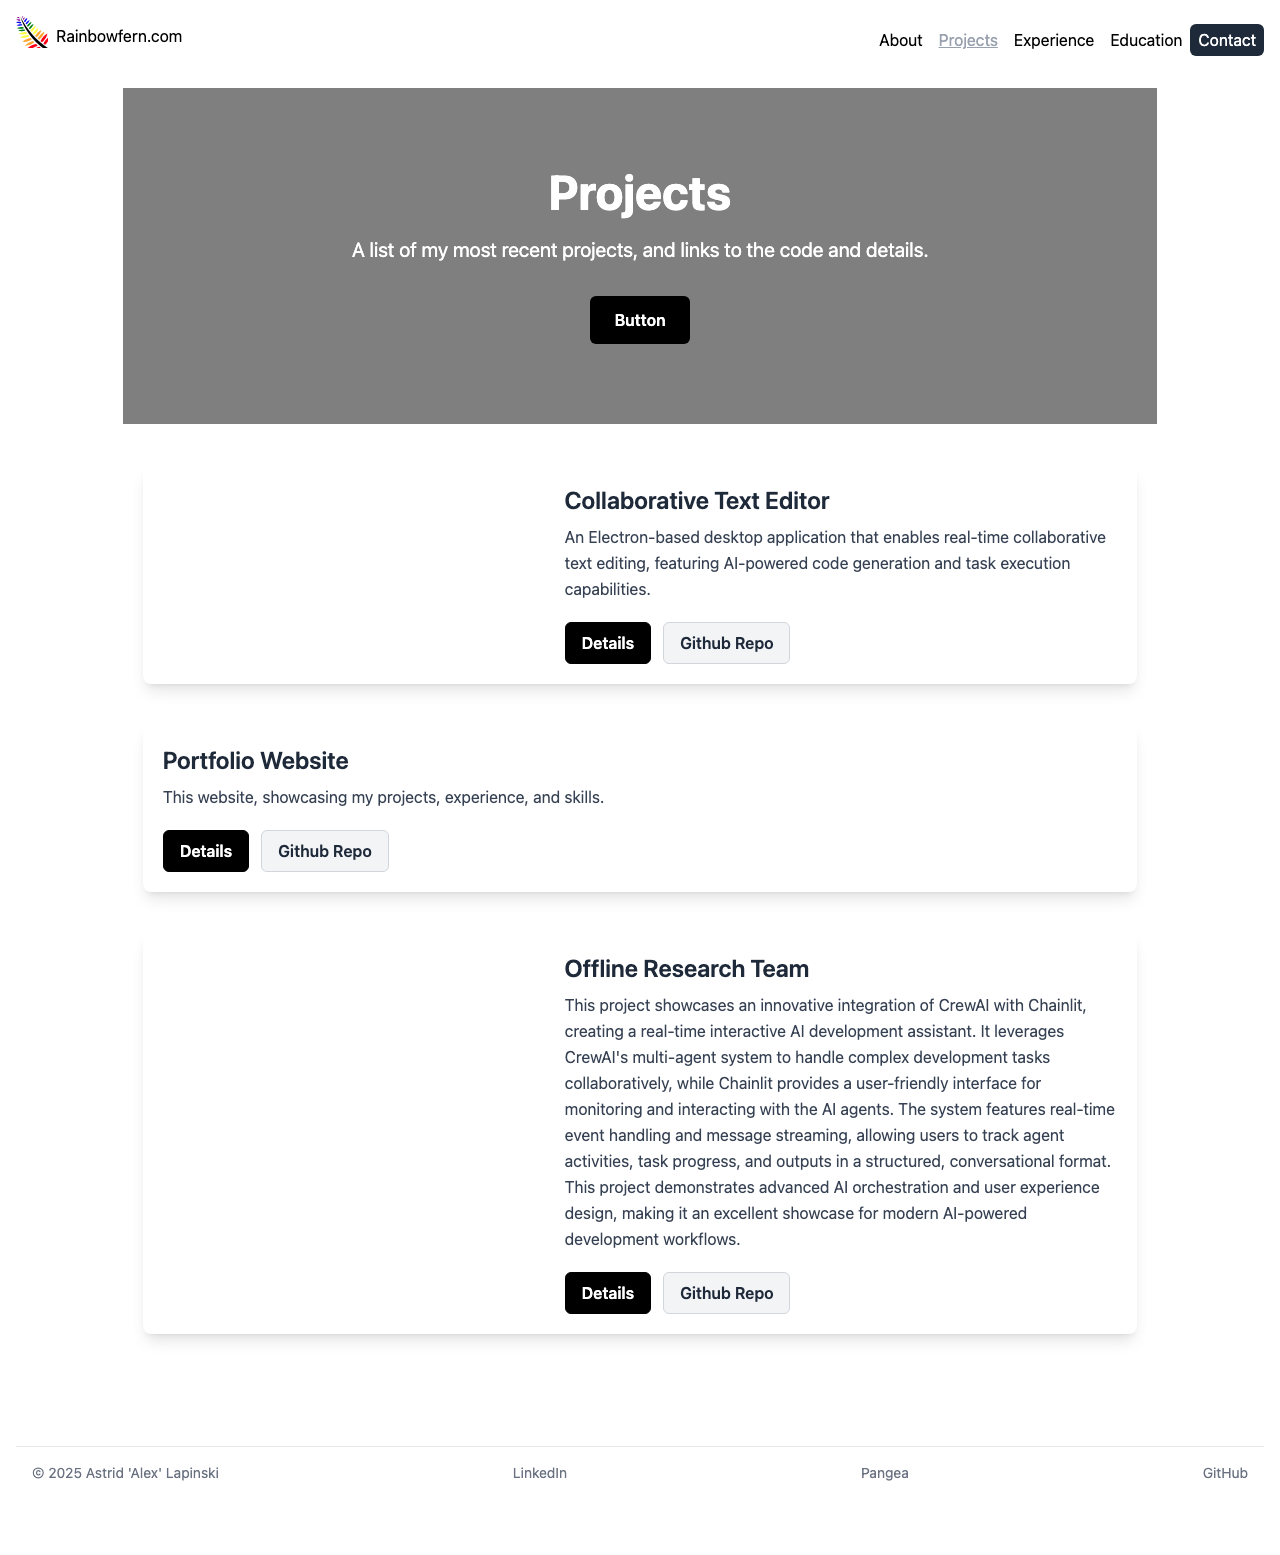 Rainbowfern.com
About Projects Experience Education Contact
Projects
A list of my most recent projects, and links to the code and details.
Button
Collaborative Text Editor
An Electron-based desktop application that enables real-time collaborative
text editing, featuring AI-powered code generation and task execution
capabilities.
Details Github Repo
Portfolio Website
This website, showcasing my projects, experience, and skills.
Details Github Repo
Offline Research Team
This project showcases an innovative integration of CrewAI with Chainlit,
creating a real-time interactive AI development assistant. It leverages
CrewAI's multi-agent system to handle complex development tasks
collaboratively, while Chainlit provides a user-friendly interface for
monitoring and interacting with the AI agents. The system features real-time
event handling and message streaming, allowing users to track agent
activities, task progress, and outputs in a structured, conversational format.
This project demonstrates advanced AI orchestration and user experience
design, making it an excellent showcase for modern AI-powered
development workflows.
Details Github Repo
© 2025 Astrid 'Alex' Lapinski LinkedIn Pangea GitHub